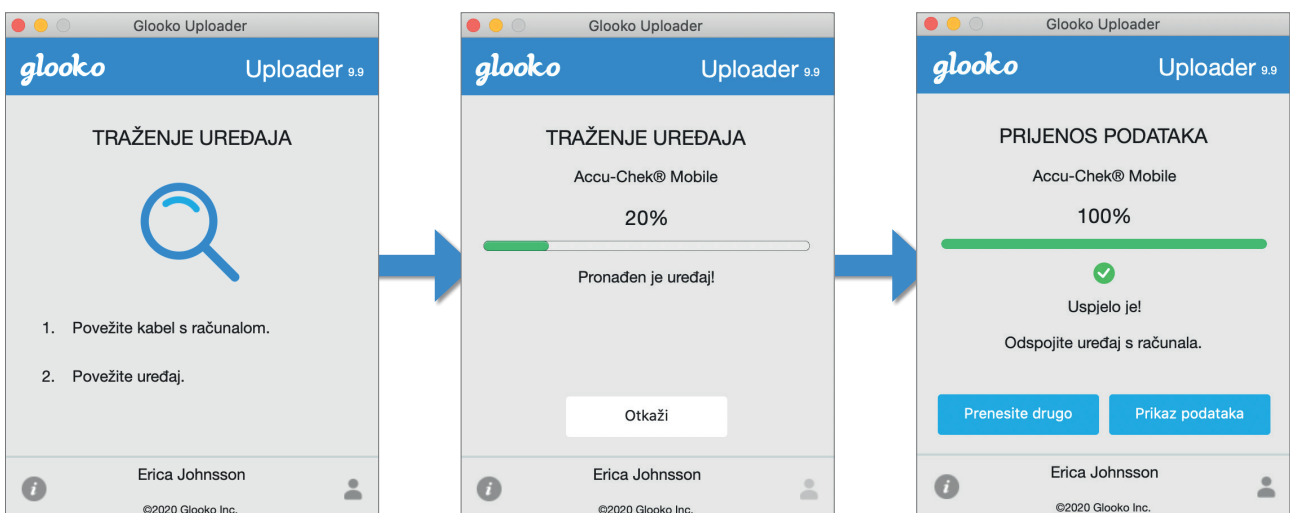 Glooko Uploader
glooko Uploader 9.9
TRAŽENJE UREĐAJA
1. Povežite kabel s računalom.
2. Povežite uređaj.
Erica Johnsson
©2020 Glooko Inc.
Glooko Uploader
glooko Uploader 9.9
TRAŽENJE UREĐAJA
Accu-Chek® Mobile
20%
Pronađen je uređaj!
Otkaži
Erica Johnsson
©2020 Glooko Inc.
Glooko Uploader
glooko Uploader 9.9
PRIJENOS PODATAKA
Accu-Chek® Mobile
100%
Uspjelo je!
Odspojite uređaj s računala.
Prenesite drugo Prikaz podataka
Erica Johnsson
©2020 Glooko Inc.